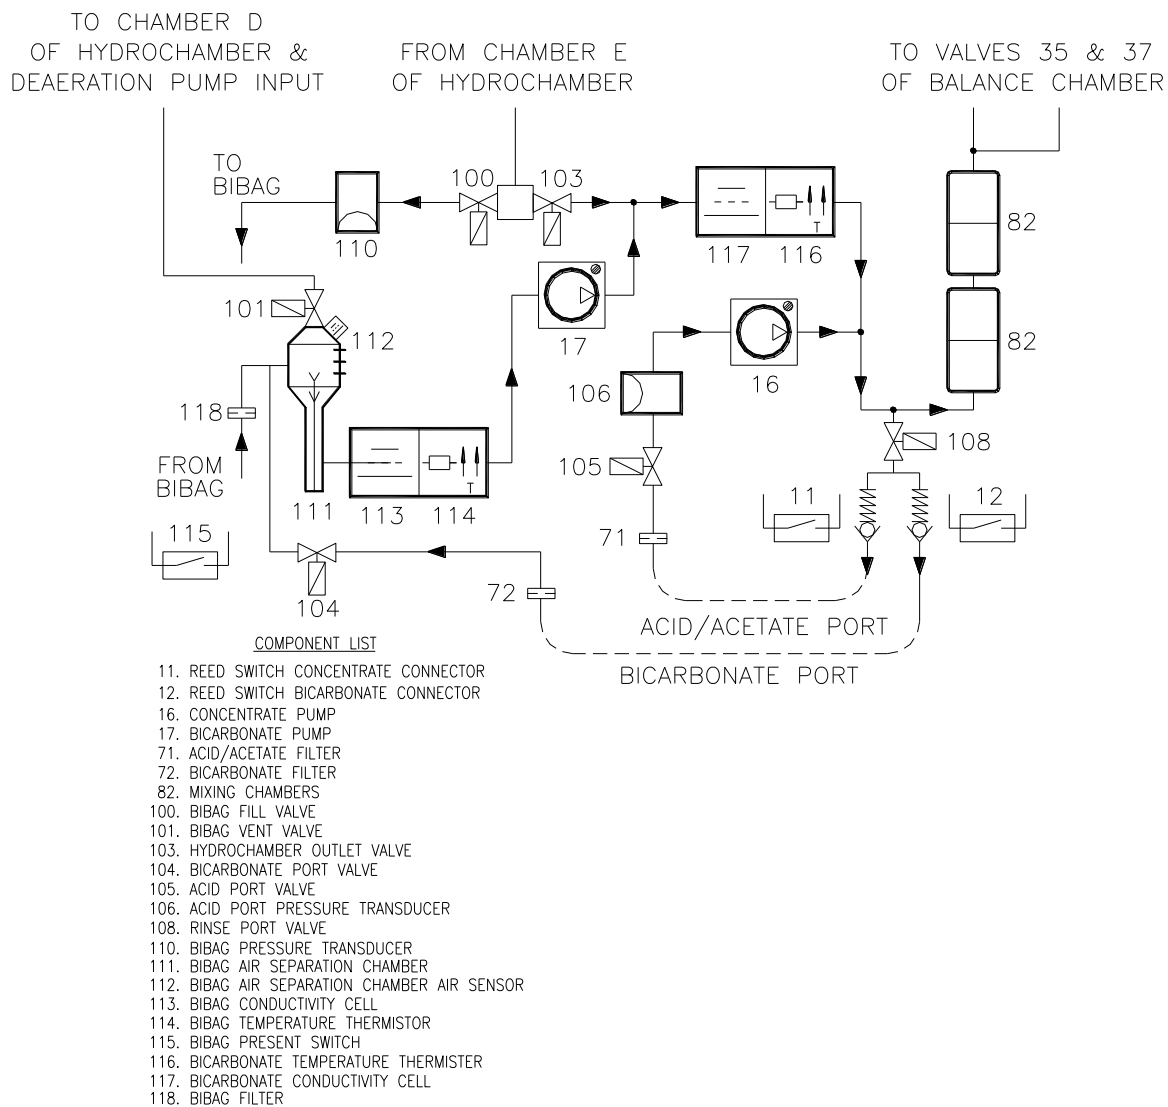 TO CHAMBER D
OF HYDROCHAMBER &
DEAERATION PUMP INPUT
FROM CHAMBER E
OF HYDROCHAMBER
TO VALVES 35 & 37
OF BALANCE CHAMBER
TO
BIBAG
100
103
110
117
116
T
82
101
112
17
16
82
106
118
108
FROM
BIBAG
105
111
113
114
T
11
12
115
71
104
72
ACID/ACETATE PORT
BICARBONATE PORT
COMPONENT LIST
11. REED SWITCH CONCENTRATE CONNECTOR
12. REED SWITCH BICARBONATE CONNECTOR
16. CONCENTRATE PUMP
17. BICARBONATE PUMP
71. ACID/ACETATE FILTER
72. BICARBONATE FILTER
82. MIXING CHAMBERS
100. BIBAG FILL VALVE
101. BIBAG VENT VALVE
103. HYDROCHAMBER OUTLET VALVE
104. BICARBONATE PORT VALVE
105. ACID PORT VALVE
106. ACID PORT PRESSURE TRANSDUCER
108. RINSE PORT VALVE
110. BIBAG PRESSURE TRANSDUCER
111. BIBAG AIR SEPARATION CHAMBER
112. BIBAG AIR SEPARATION CHAMBER AIR SENSOR
113. BIBAG CONDUCTIVITY CELL
114. BIBAG TEMPERATURE THERMISTOR
115. BIBAG PRESENT SWITCH
116. BICARBONATE TEMPERATURE THERMISTER
117. BICARBONATE CONDUCTIVITY CELL
118. BIBAG FILTER